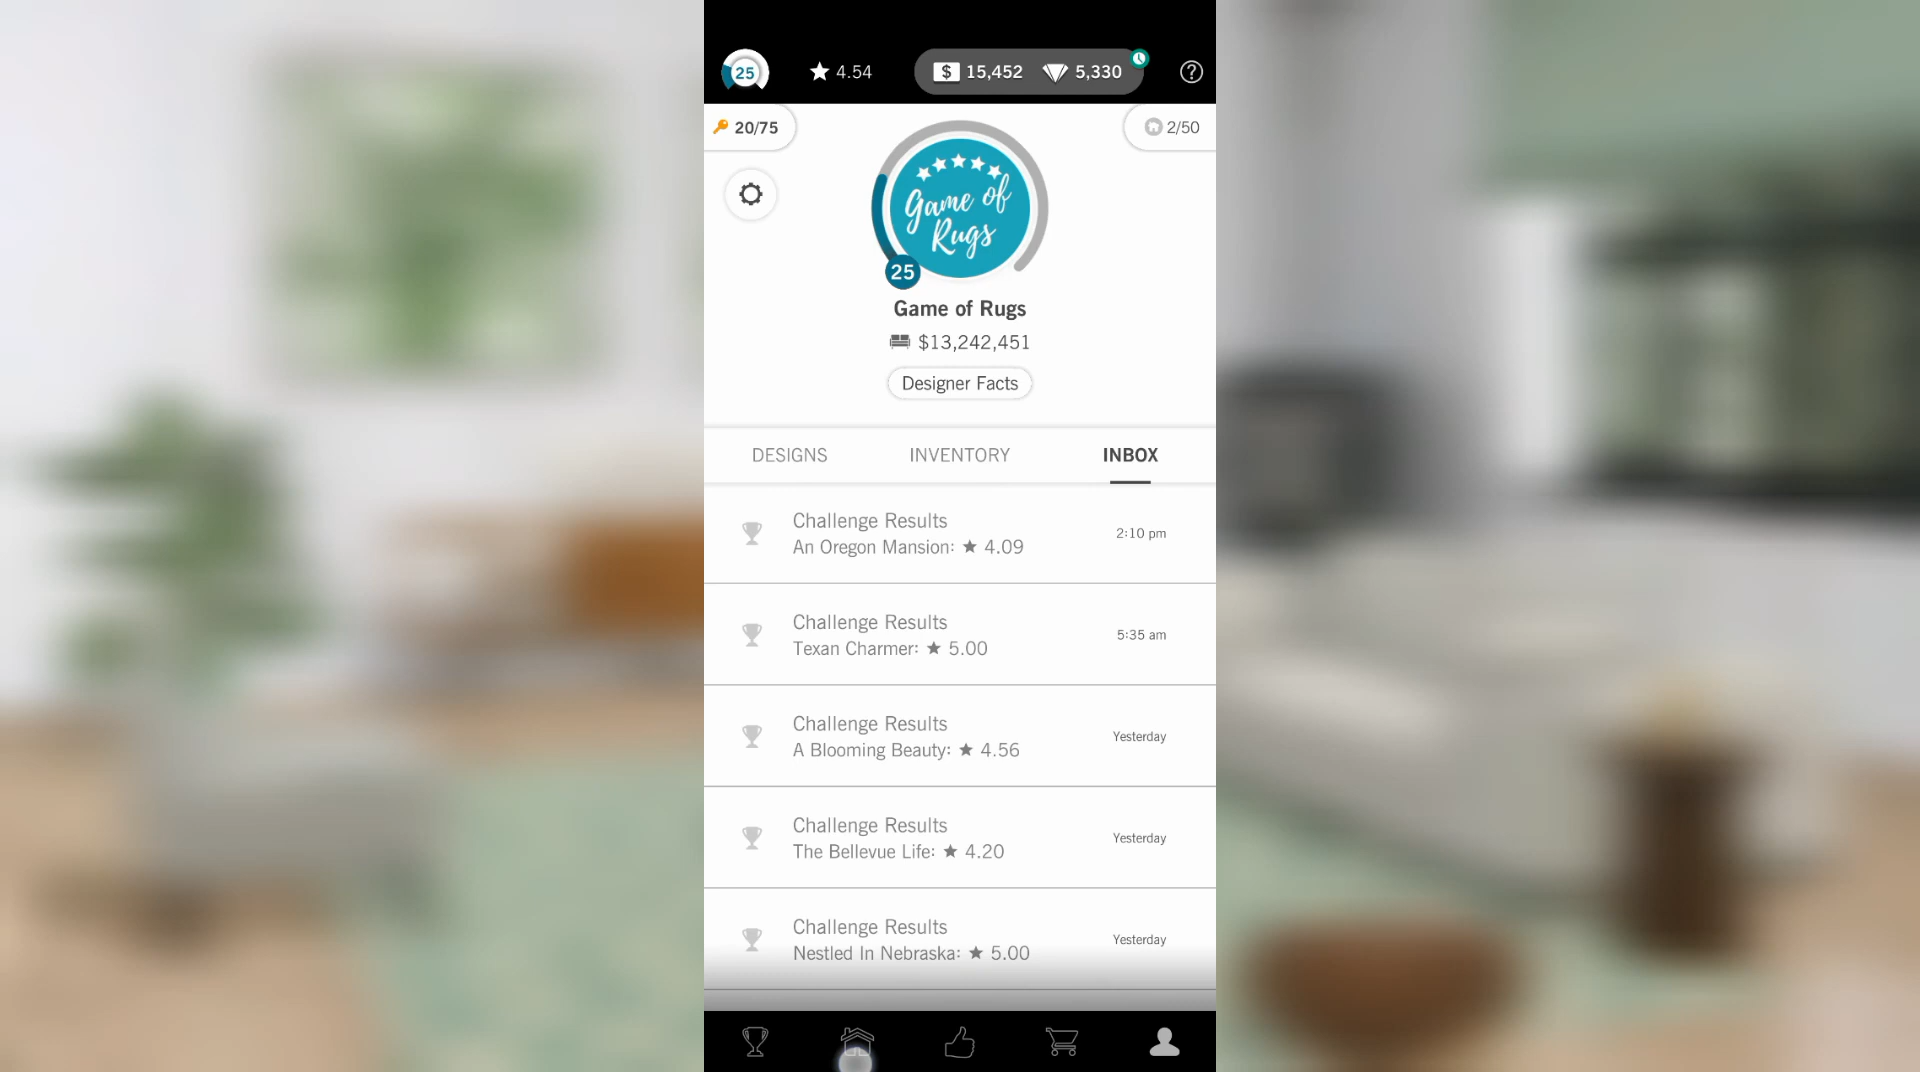 25
4.54
$ 15,452
5,330
?
20/75
2/50
Game of
Rugs
25
Game of Rugs
$13,242,451
Designer Facts
DESIGNS
INVENTORY
INBOX
Challenge Results
An Oregon Mansion: ★ 4.09
2:10 pm
Challenge Results
Texan Charmer: ★ 5.00
5:35 am
Challenge Results
A Blooming Beauty: ★ 4.56
Yesterday
Challenge Results
The Bellevue Life: ★ 4.20
Yesterday
Challenge Results
Nestled In Nebraska: ★ 5.00
Yesterday